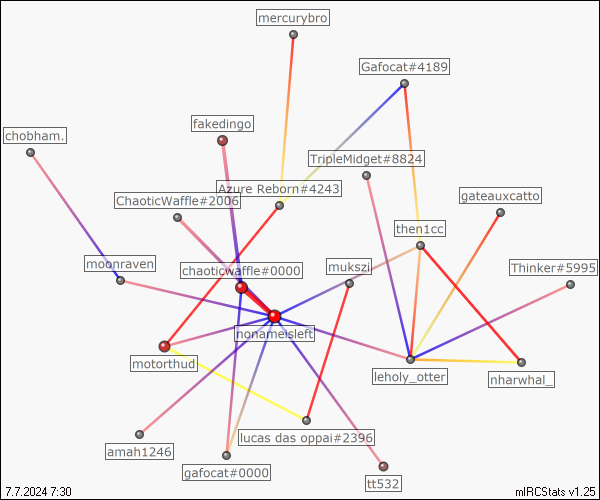 mercurybro
Gafocat#4189
fakedingo
chobham.
TripleMidget#8824
Azure Reborn#4243
ChaoticWaffle#2006
gateauxcatto
then1cc
moonraven
chaoticwaffle#0000
mukszi
Thinker#5995
nonameisleft
motorthud
leholy_otter
nharwhal_
lucas das oppai#2396
amah1246
gafocat#0000
tt532
7.7.2024 7:30
mIRCStats v1.25